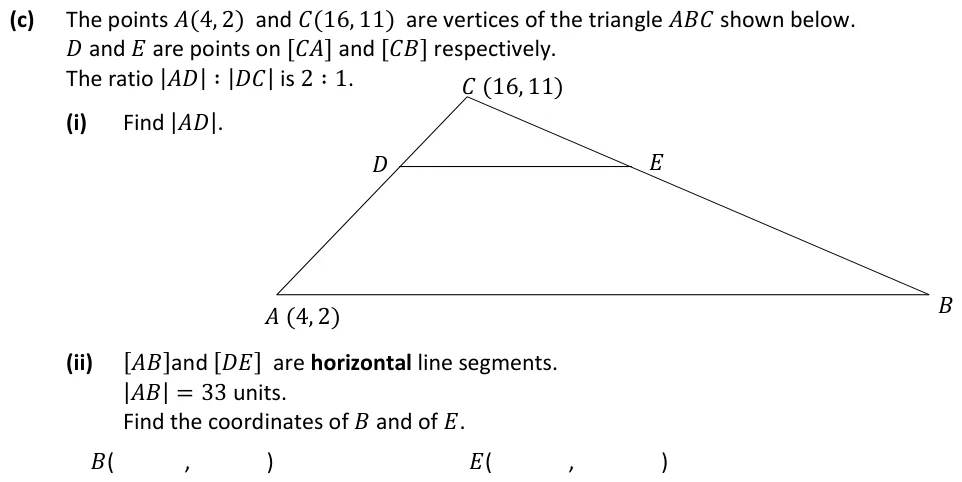 (c) The points A(4, 2) and C(16, 11) are vertices of the triangle ABC shown below.
D and E are points on [CA] and [CB] respectively.
The ratio |AD| : |DC| is 2 : 1.
C (16, 11)
(i) Find |AD|.
D
E
B
A (4, 2)
(ii) [AB]and [DE] are horizontal line segments.
|AB| = 33 units.
Find the coordinates of B and of E.
B( , ) E( , )